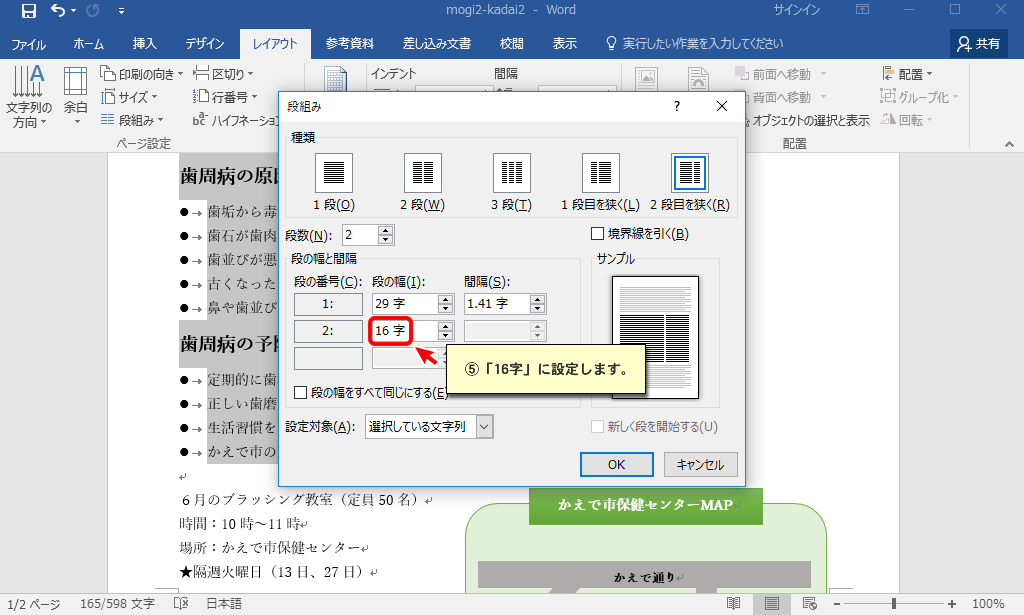 mogi2-kadai2 - Word
サインイン
ファイル ホーム 挿入 デザイン レイアウト 参考資料 差し込み文書 校閲 表示 実行したい作業を入力してください 共有
文字列の方向
余白
印刷の向き
サイズ
段組み
区切り
行番号
ハイフネーション
ページ設定
インデント
間隔
前面へ移動
背面へ移動
オブジェクトの選択と表示
配置
グループ化
回転
配置
歯周病の原因
歯垢から毒
歯石が歯肉
歯並びが悪
古くなった
鼻や歯並び
歯周病の予防
定期的に歯
正しい歯磨
生活習慣を
かえで市の
6月のブラッシング教室（定員 50 名）
時間：10 時～11 時
場所：かえで市保健センター
★隔週火曜日（13 日、27 日）
かえで市保健センターMAP
かえで通り
段組み
種類
1 段(O)
2 段(W)
3 段(T)
1 段目を狭く(L)
2 段目を狭く(R)
段数(N): 2
境界線を引く(B)
段の幅と間隔
段の番号(C): 段の幅(I): 間隔(S):
1: 29 字 1.41 字
2: 16 字
段の幅をすべて同じにする(E)
サンプル
⑤「16字」に設定します。
設定対象(A): 選択している文字列
新しく段を開始する(U)
OK
キャンセル
1/2 ページ 165/598 文字 日本語
100%